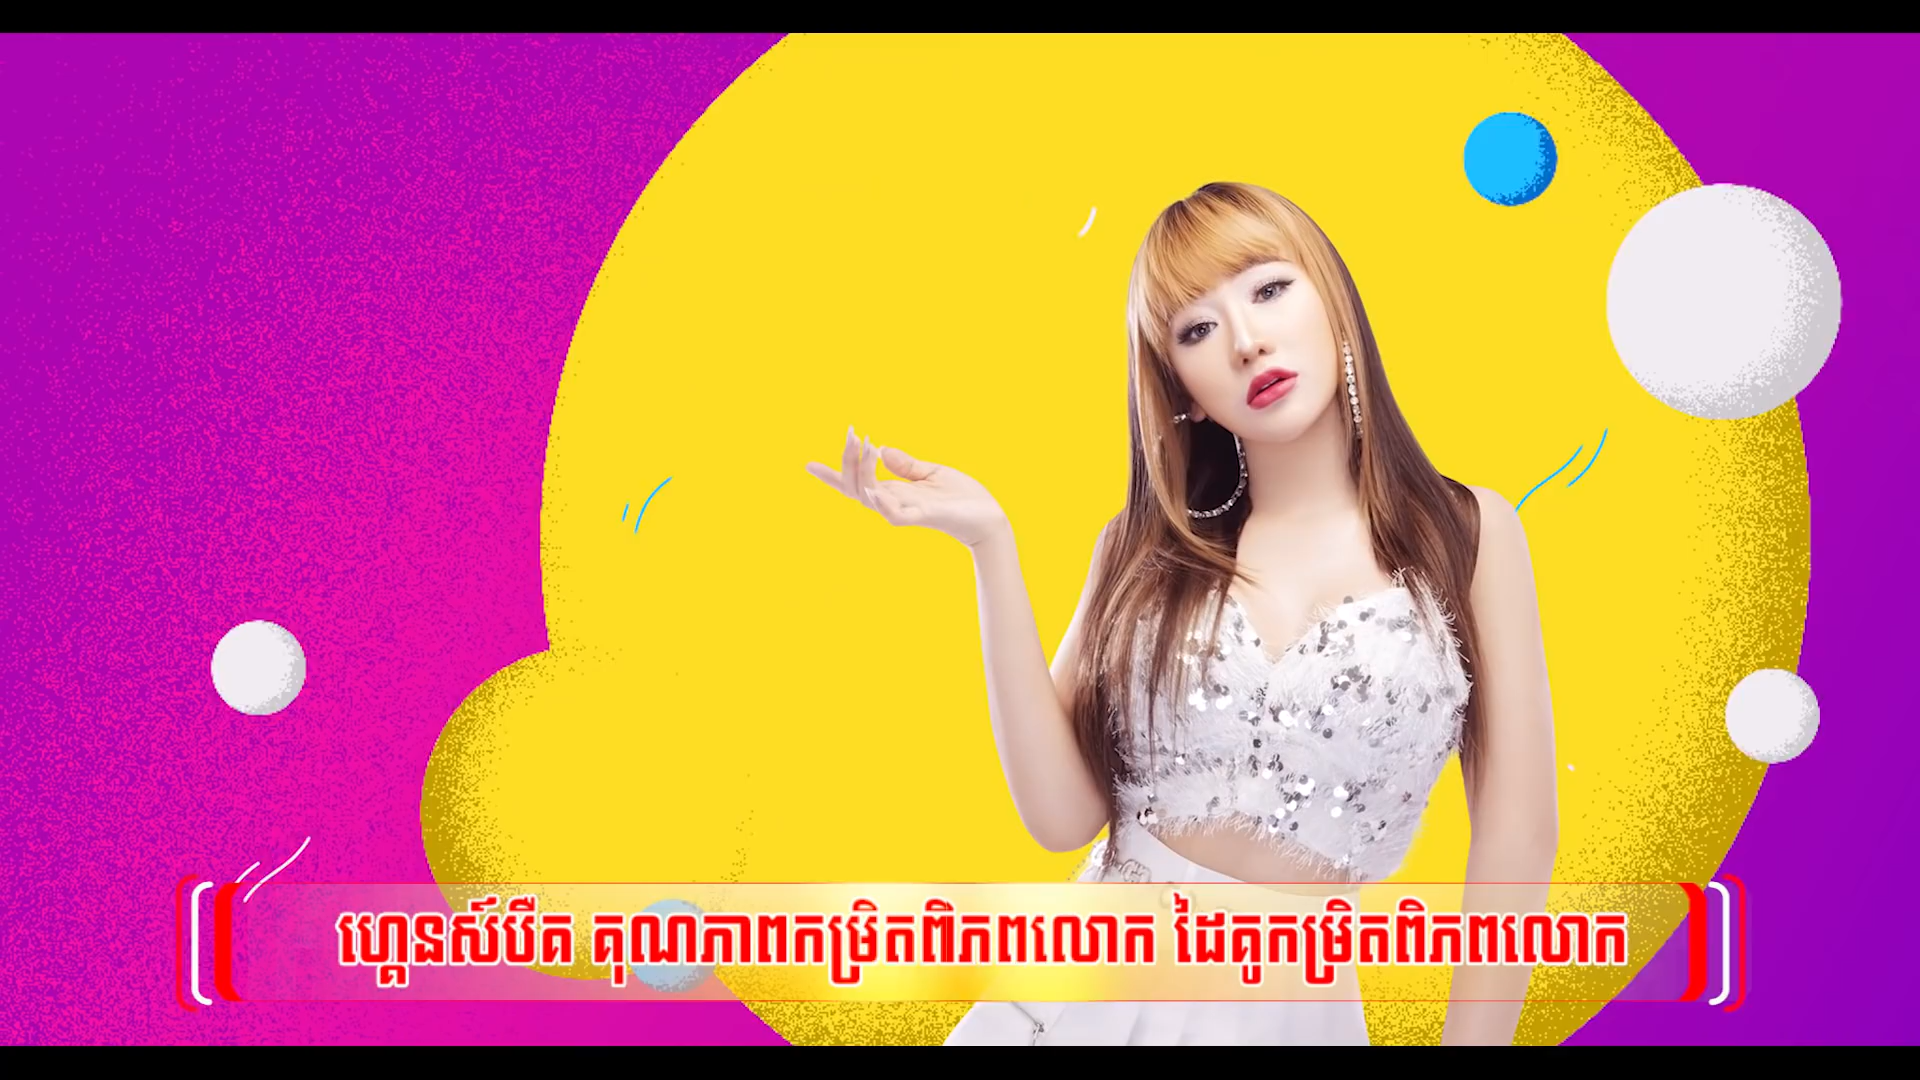 ហ្គេនស៍បឺគ គុណភាពកម្រិតពិភពលោក ដៃគូកម្រិតពិភពលោក